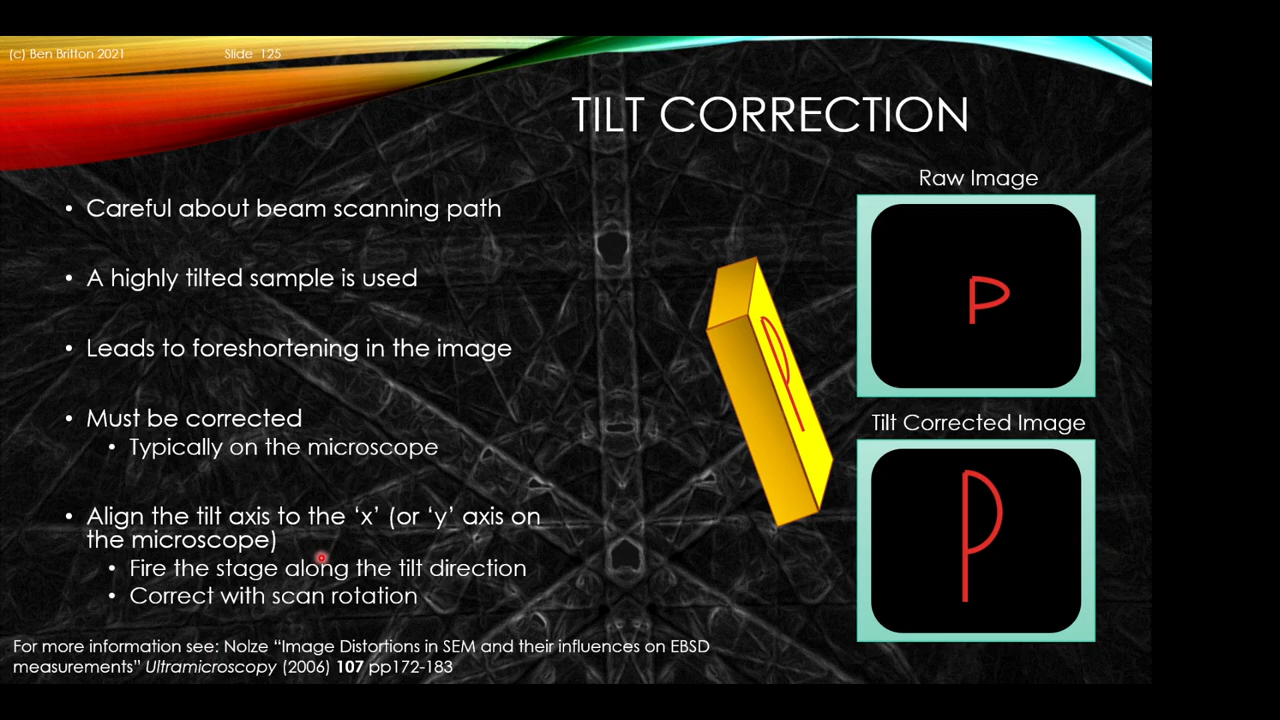 (c) Ben Britton 2021 Slide 125
TILT CORRECTION
• Careful about beam scanning path
• A highly tilted sample is used
• Leads to foreshortening in the image
• Must be corrected
• Typically on the microscope
• Align the tilt axis to the ‘x’ (or ‘y’ axis on
the microscope)
• Fire the stage along the tilt direction
• Correct with scan rotation
Raw Image
P
P
Tilt Corrected Image
P
For more information see: Nolze “Image Distortions in SEM and their influences on EBSD
measurements” Ultramicroscopy (2006) 107 pp172-183